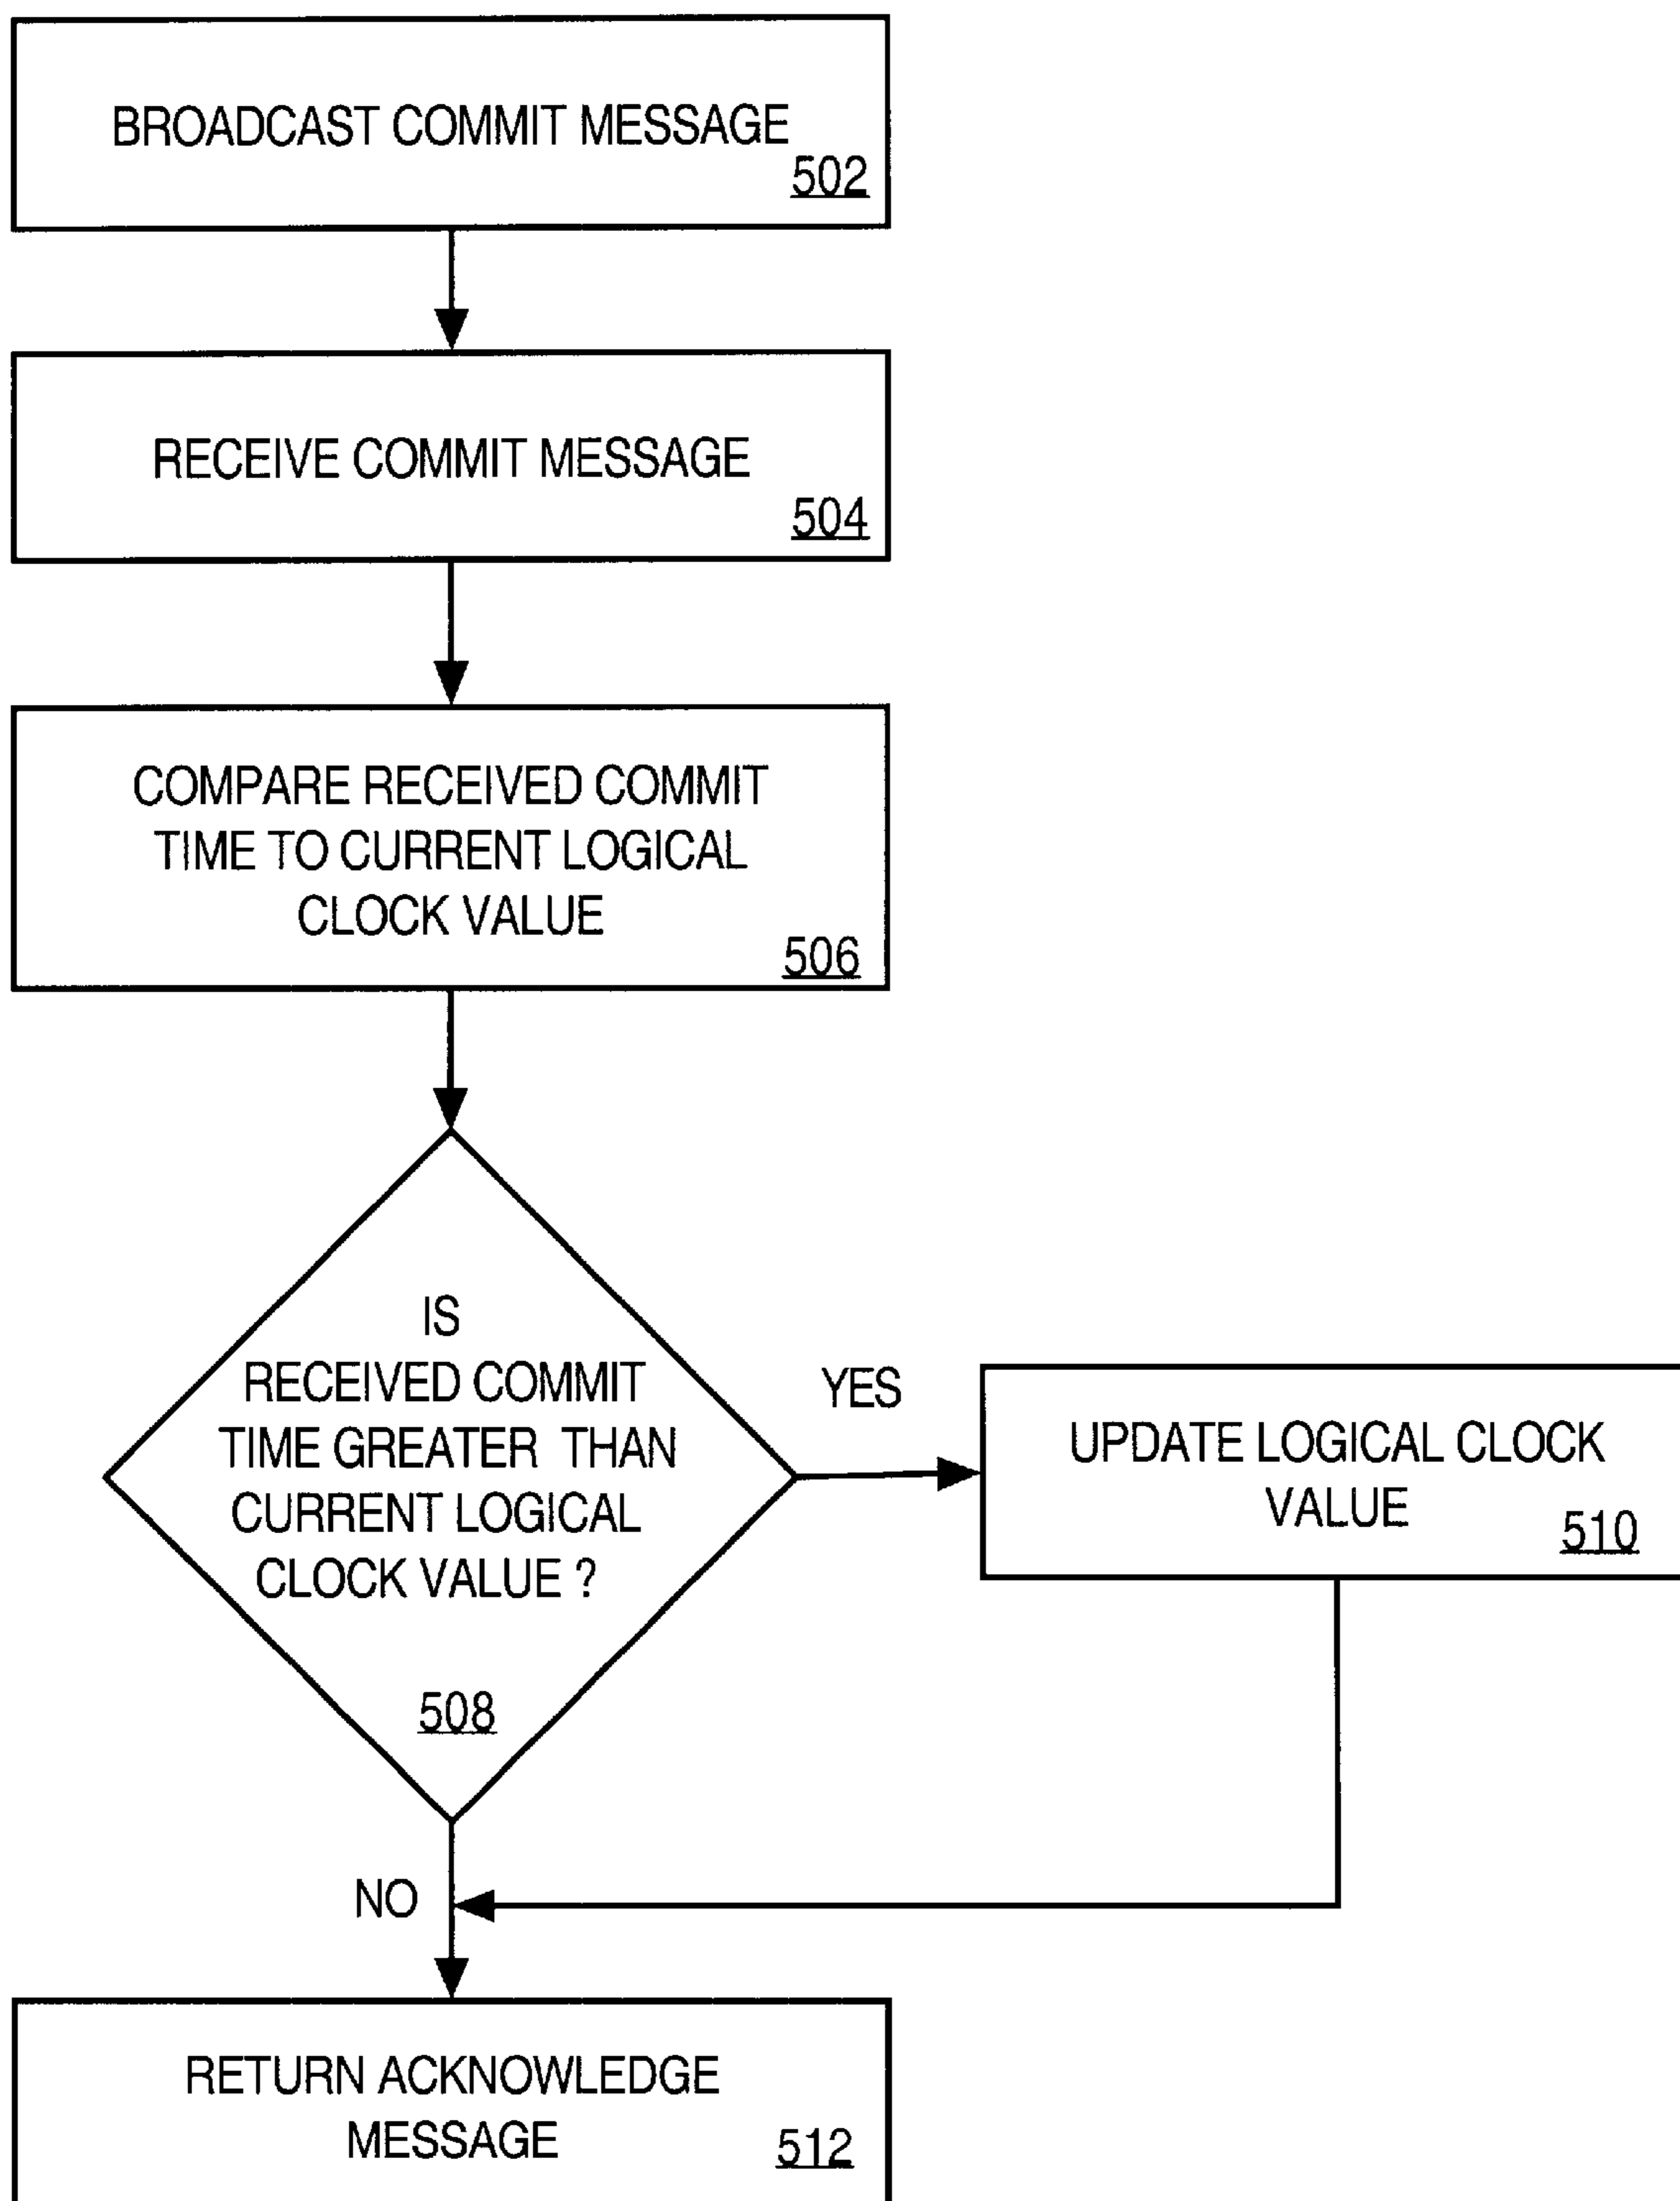 BROADCAST COMMIT MESSAGE
502
RECEIVE COMMIT MESSAGE
504
COMPARE RECEIVED COMMIT
TIME TO CURRENT LOGICAL
CLOCK VALUE
506
IS
RECEIVED COMMIT
TIME GREATER THAN
CURRENT LOGICAL
CLOCK VALUE ?
508
YES
UPDATE LOGICAL CLOCK
VALUE
510
NO
RETURN ACKNOWLEDGE
MESSAGE
512